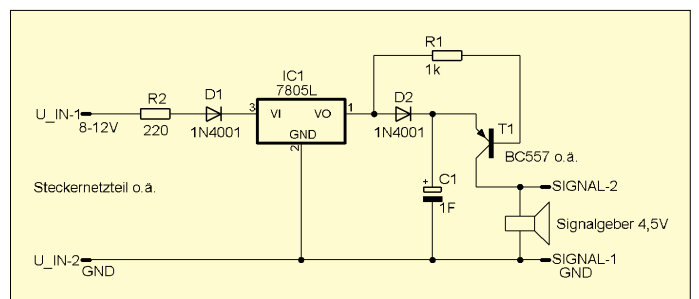 R1
1k
IC1
7805L
R2
D1
D2
3
VI
VO
1
T1
U_IN-1
8-12V
220
1N4001
GND
2
1N4001
BC557 o.ä.
Steckernetzteil o.ä.
+
C1
1F
SIGNAL-2
Signalgeber 4,5V
U_IN-2
GND
SIGNAL-1
GND